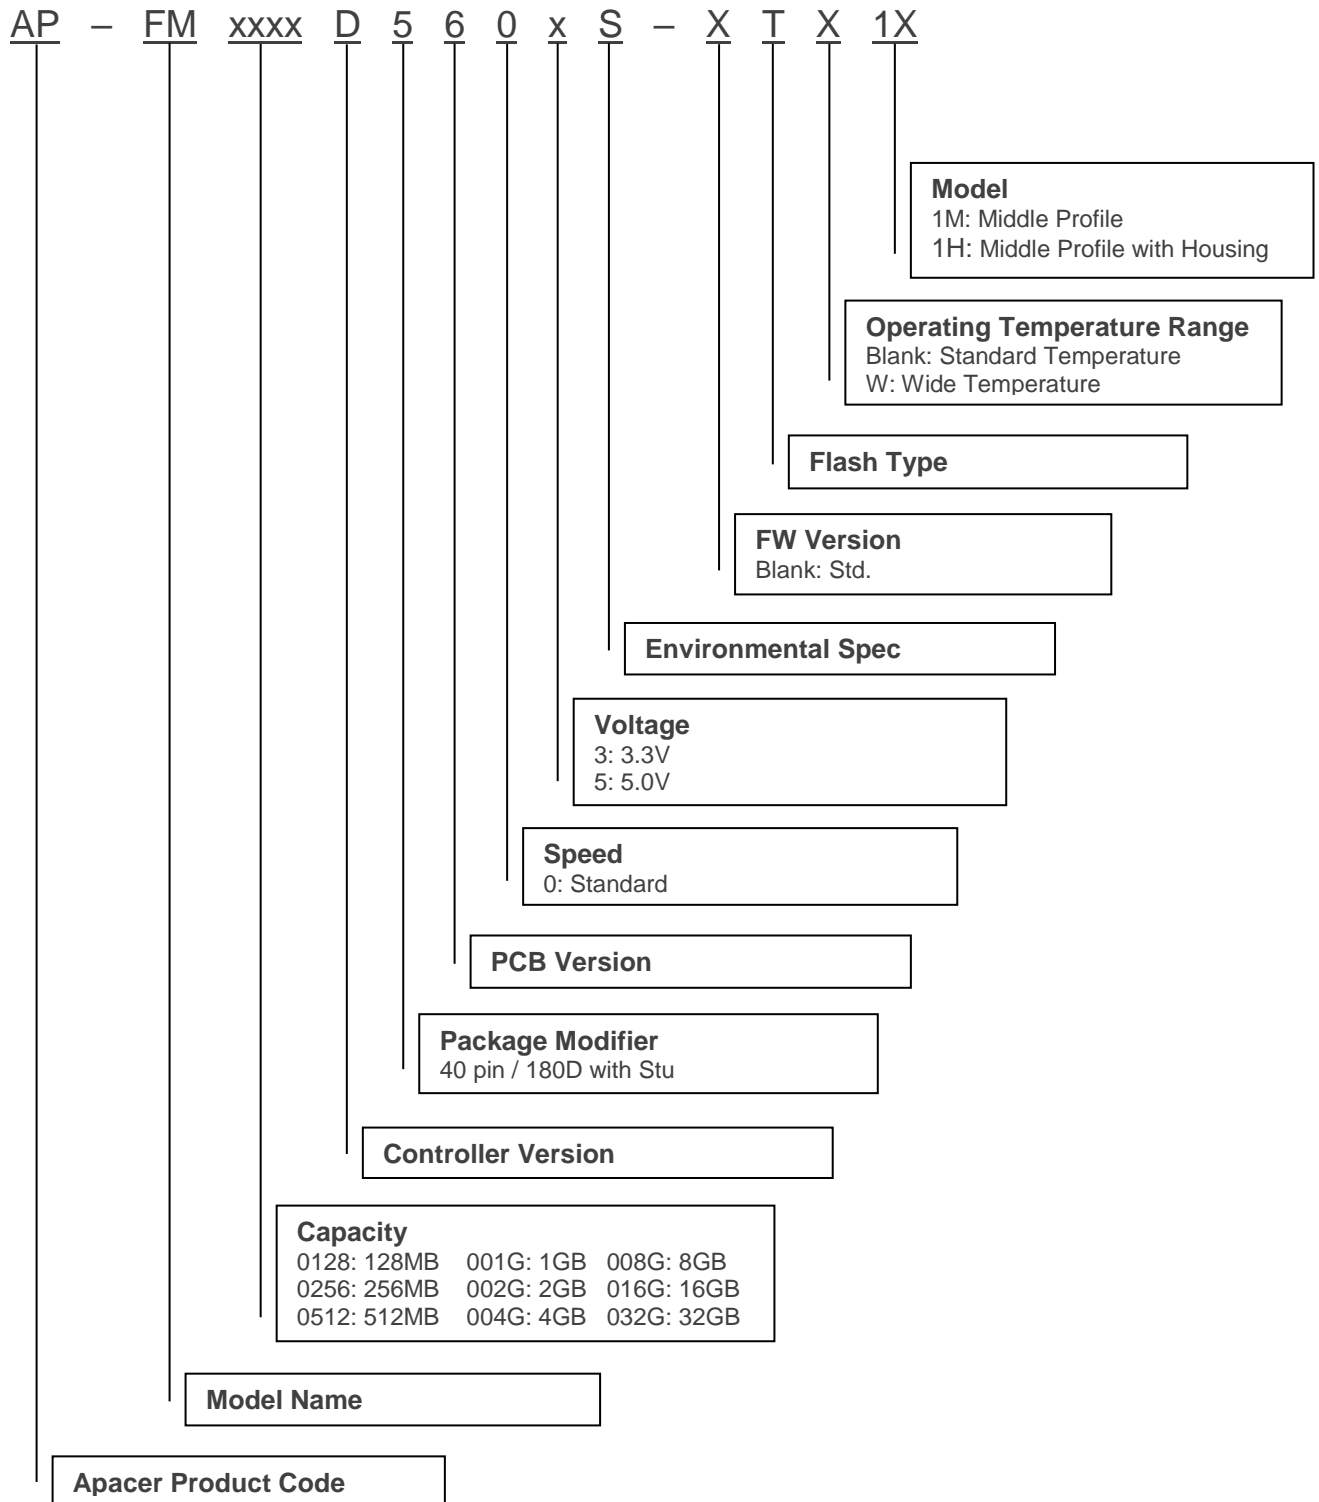 AP – FM xxxx D 5 6 0 x S – X T X 1X
Model
1M: Middle Profile
1H: Middle Profile with Housing
Operating Temperature Range
Blank: Standard Temperature
W: Wide Temperature
Flash Type
FW Version
Blank: Std.
Environmental Spec
Voltage
3: 3.3V
5: 5.0V
Speed
0: Standard
PCB Version
Package Modifier
40 pin / 180D with Stu
Controller Version
Capacity
0128: 128MB 001G: 1GB 008G: 8GB
0256: 256MB 002G: 2GB 016G: 16GB
0512: 512MB 004G: 4GB 032G: 32GB
Model Name
Apacer Product Code